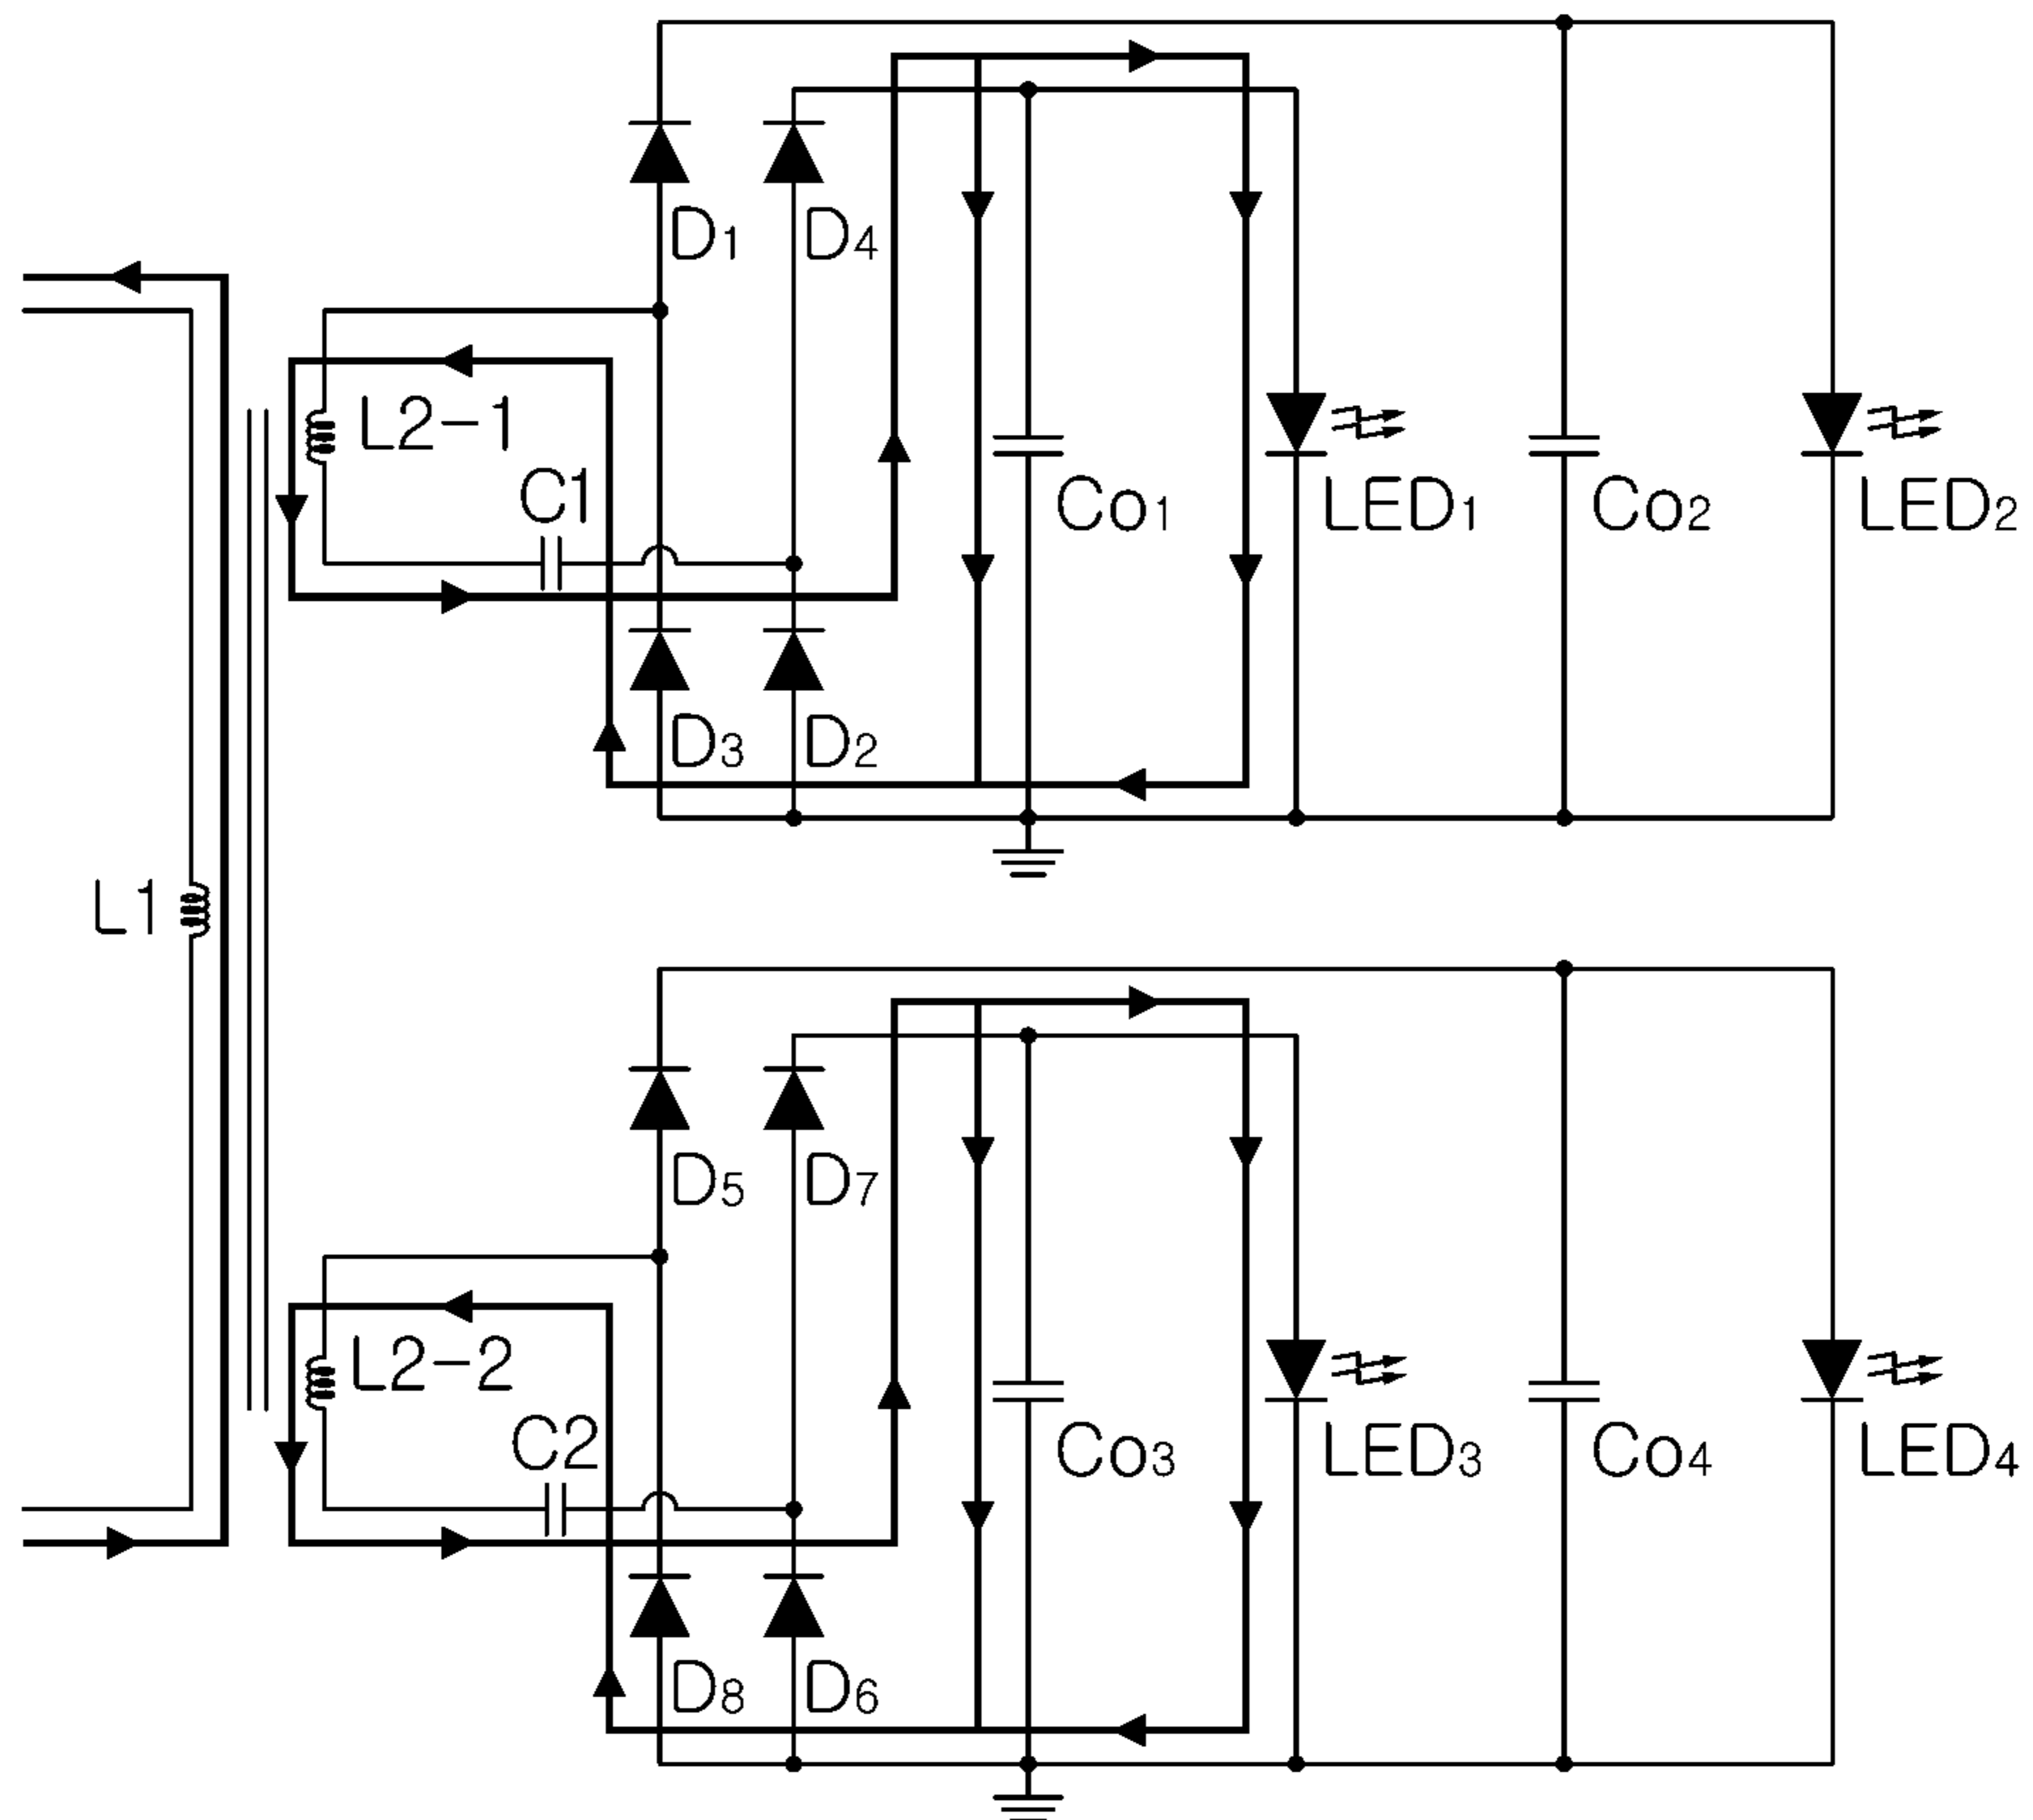 D1
D4
L2-1
C1
Co1
LED1
Co2
LED2
D3
D2
L1
D5
D7
L2-2
C2
Co3
LED3
Co4
LED4
D8
D6